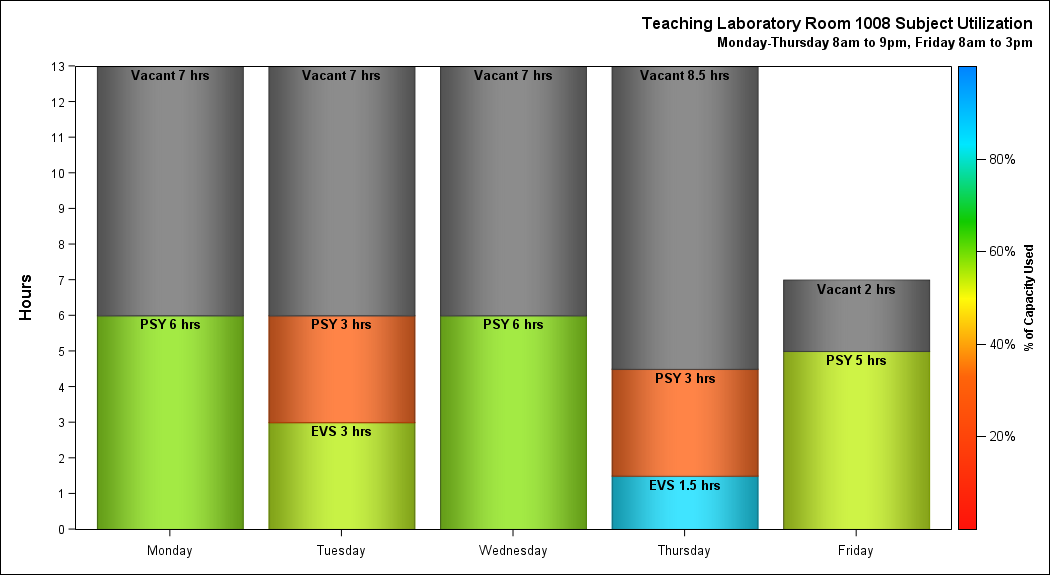 Teaching Laboratory Room 1008 Subject Utilization
Monday-Thursday 8am to 9pm, Friday 8am to 3pm
Hours
13
12
11
10
9
8
7
6
5
4
3
2
1
0
Vacant 7 hrs
PSY 6 hrs
Vacant 7 hrs
PSY 3 hrs
EVS 3 hrs
Vacant 7 hrs
PSY 6 hrs
Vacant 8.5 hrs
PSY 3 hrs
EVS 1.5 hrs
Vacant 2 hrs
PSY 5 hrs
Monday
Tuesday
Wednesday
Thursday
Friday
80%
60%
40%
20%
% of Capacity Used